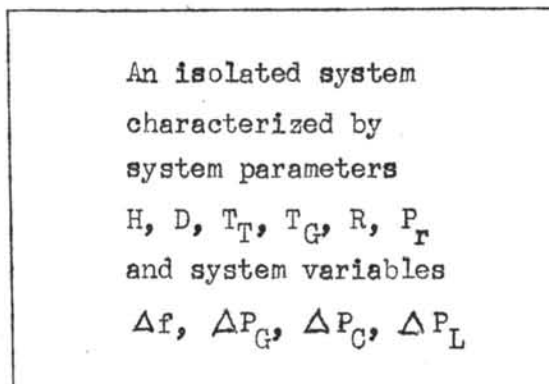 An isolated system
characterized by
system parameters
H, D, T_T, T_G, R, P_r
and system variables
Δf, ΔP_G, ΔP_C, ΔP_L